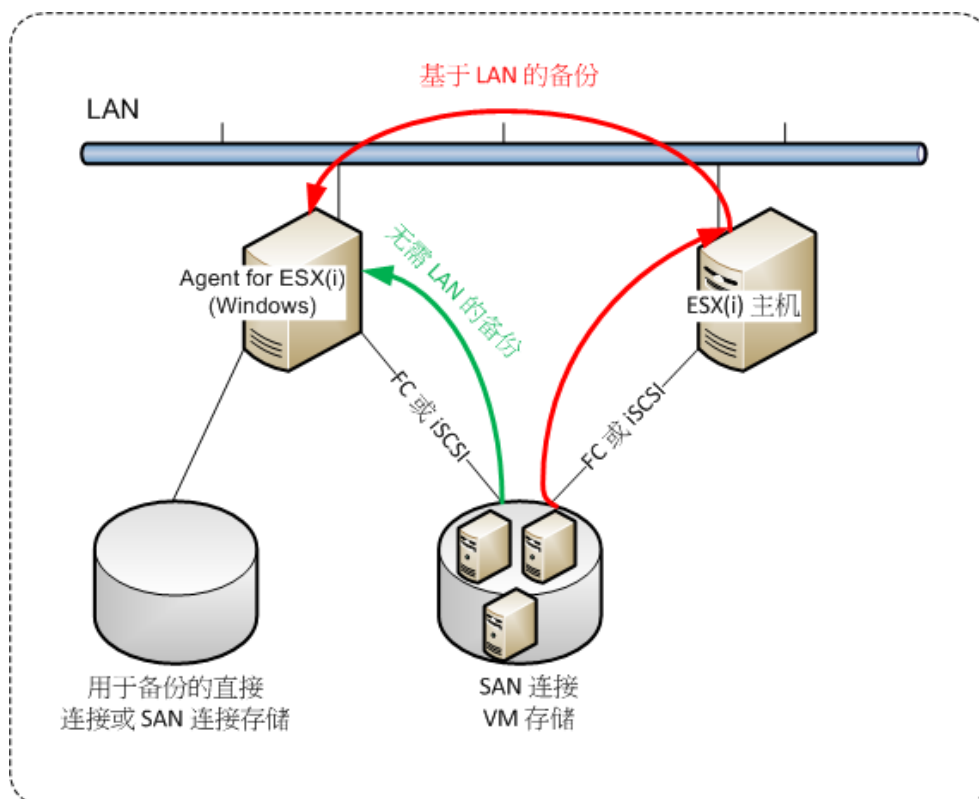 基于 LAN 的备份
LAN
无需 LAN 的备份
Agent for ESX(i)
(Windows)
ESX(i) 主机
FC 或 iSCSI
FC 或 iSCSI
用于备份的直接
连接或 SAN 连接存储
SAN 连接
VM 存储